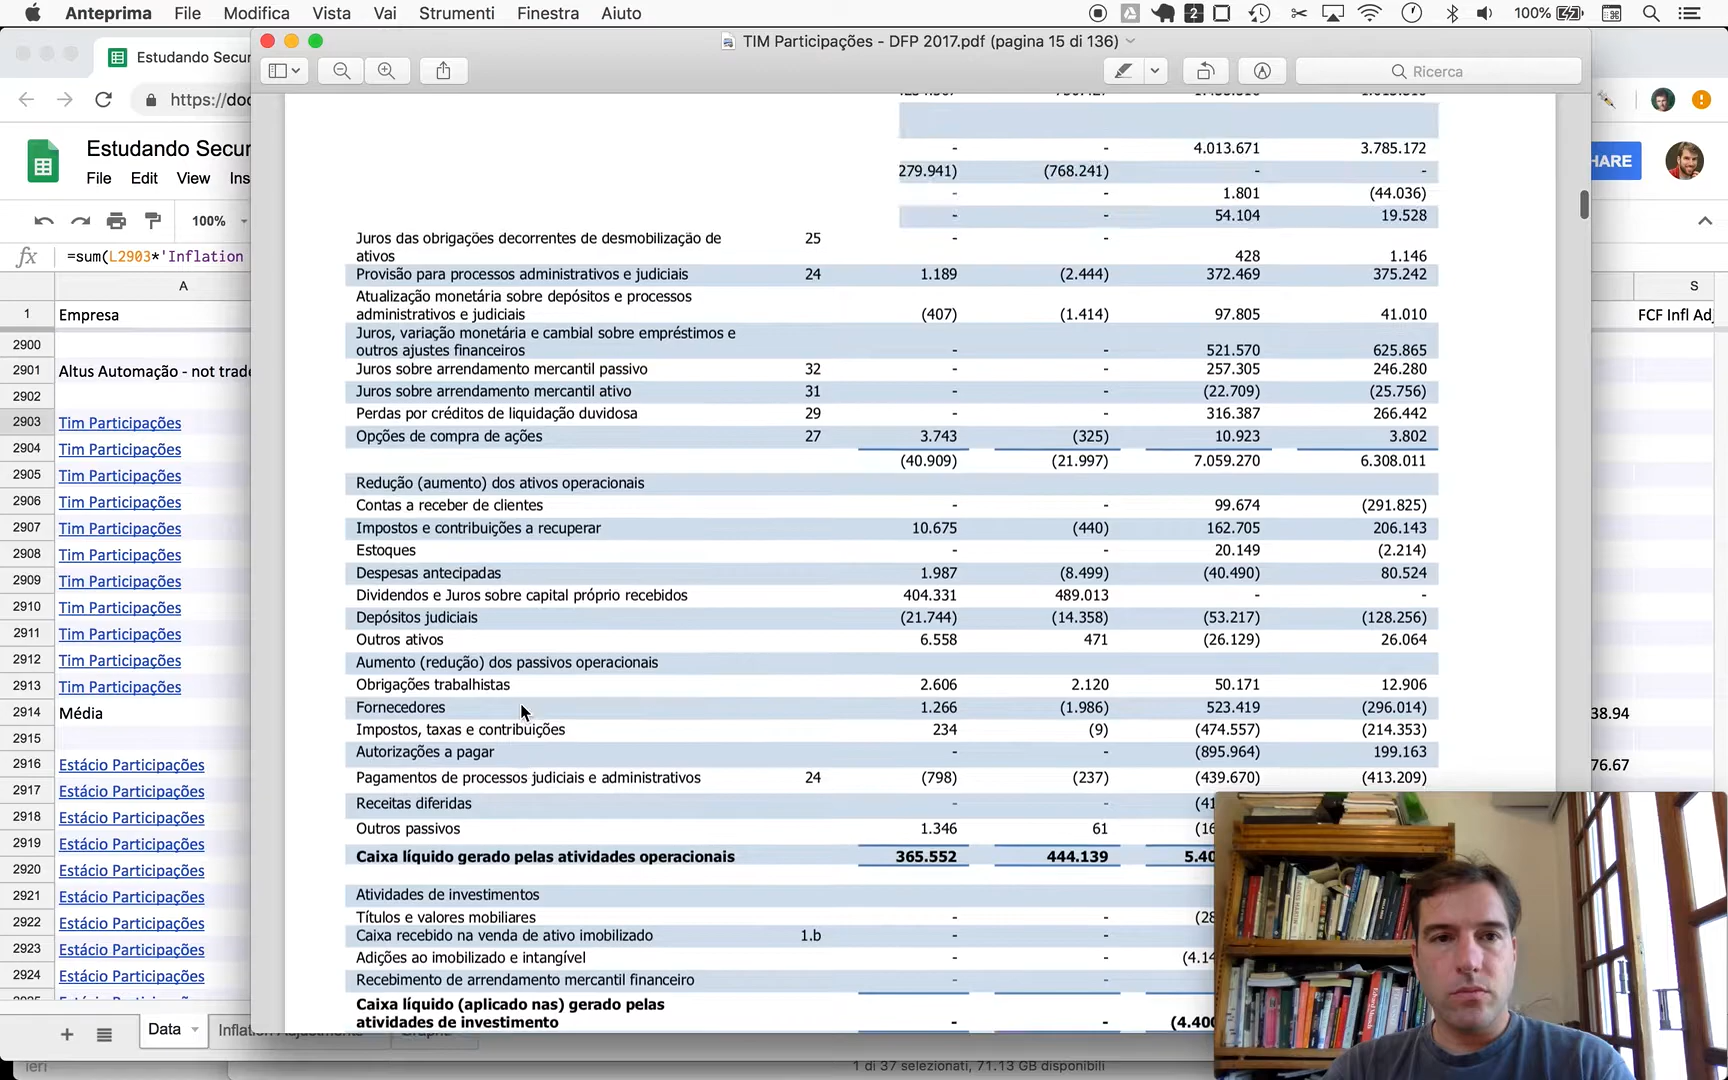 Anteprima File Modifica Vista Vai Strumenti Finestra Aiuto 2 100%
TIM Participações - DFP 2017.pdf (pagina 15 di 136)
Ricerca
Estudando Secur
https://doc
Estudando Secur
File Edit View Ins
HARE
100%
fx =sum(L2903*'Inflation
A S
1 Empresa FCF Infl Adj
2900
2901 Altus Automação - not trade
2902
2903 Tim Participações
2904 Tim Participações
2905 Tim Participações
2906 Tim Participações
2907 Tim Participações
2908 Tim Participações
2909 Tim Participações
2910 Tim Participações
2911 Tim Participações
2912 Tim Participações
2913 Tim Participações
2914 Média 38.94
2915
2916 Estácio Participações 76.67
2917 Estácio Participações
2918 Estácio Participações
2919 Estácio Participações
2920 Estácio Participações
2921 Estácio Participações
2922 Estácio Participações
2923 Estácio Participações
2924 Estácio Participações
- - 4.013.671 3.785.172
279.941) (768.241) - -
- - 1.801 (44.036)
- - 54.104 19.528
Juros das obrigações decorrentes de desmobilização de 25 - -
ativos 428 1.146
Provisão para processos administrativos e judiciais 24 1.189 (2.444) 372.469 375.242
Atualização monetária sobre depósitos e processos
administrativos e judiciais (407) (1.414) 97.805 41.010
Juros, variação monetária e cambial sobre empréstimos e
outros ajustes financeiros - - 521.570 625.865
Juros sobre arrendamento mercantil passivo 32 - - 257.305 246.280
Juros sobre arrendamento mercantil ativo 31 - - (22.709) (25.756)
Perdas por créditos de liquidação duvidosa 29 - - 316.387 266.442
Opções de compra de ações 27 3.743 (325) 10.923 3.802
(40.909) (21.997) 7.059.270 6.308.011
Redução (aumento) dos ativos operacionais
Contas a receber de clientes - - 99.674 (291.825)
Impostos e contribuições a recuperar 10.675 (440) 162.705 206.143
Estoques - - 20.149 (2.214)
Despesas antecipadas 1.987 (8.499) (40.490) 80.524
Dividendos e Juros sobre capital próprio recebidos 404.331 489.013 - -
Depósitos judiciais (21.744) (14.358) (53.217) (128.256)
Outros ativos 6.558 471 (26.129) 26.064
Aumento (redução) dos passivos operacionais
Obrigações trabalhistas 2.606 2.120 50.171 12.906
Fornecedores 1.266 (1.986) 523.419 (296.014)
Impostos, taxas e contribuições 234 (9) (474.557) (214.353)
Autorizações a pagar - - (895.964) 199.163
Pagamentos de processos judiciais e administrativos 24 (798) (237) (439.670) (413.209)
Receitas diferidas - - (41
Outros passivos 1.346 61 (16
Caixa líquido gerado pelas atividades operacionais 365.552 444.139 5.40
Atividades de investimentos
Títulos e valores mobiliares - - (28
Caixa recebido na venda de ativo imobilizado 1.b - -
Adições ao imobilizado e intangível - - (4.14
Recebimento de arrendamento mercantil financeiro - -
Caixa líquido (aplicado nas) gerado pelas
atividades de investimento - - (4.400
+ Data
1 di 37 selezionati, 71.13 GB disponibili